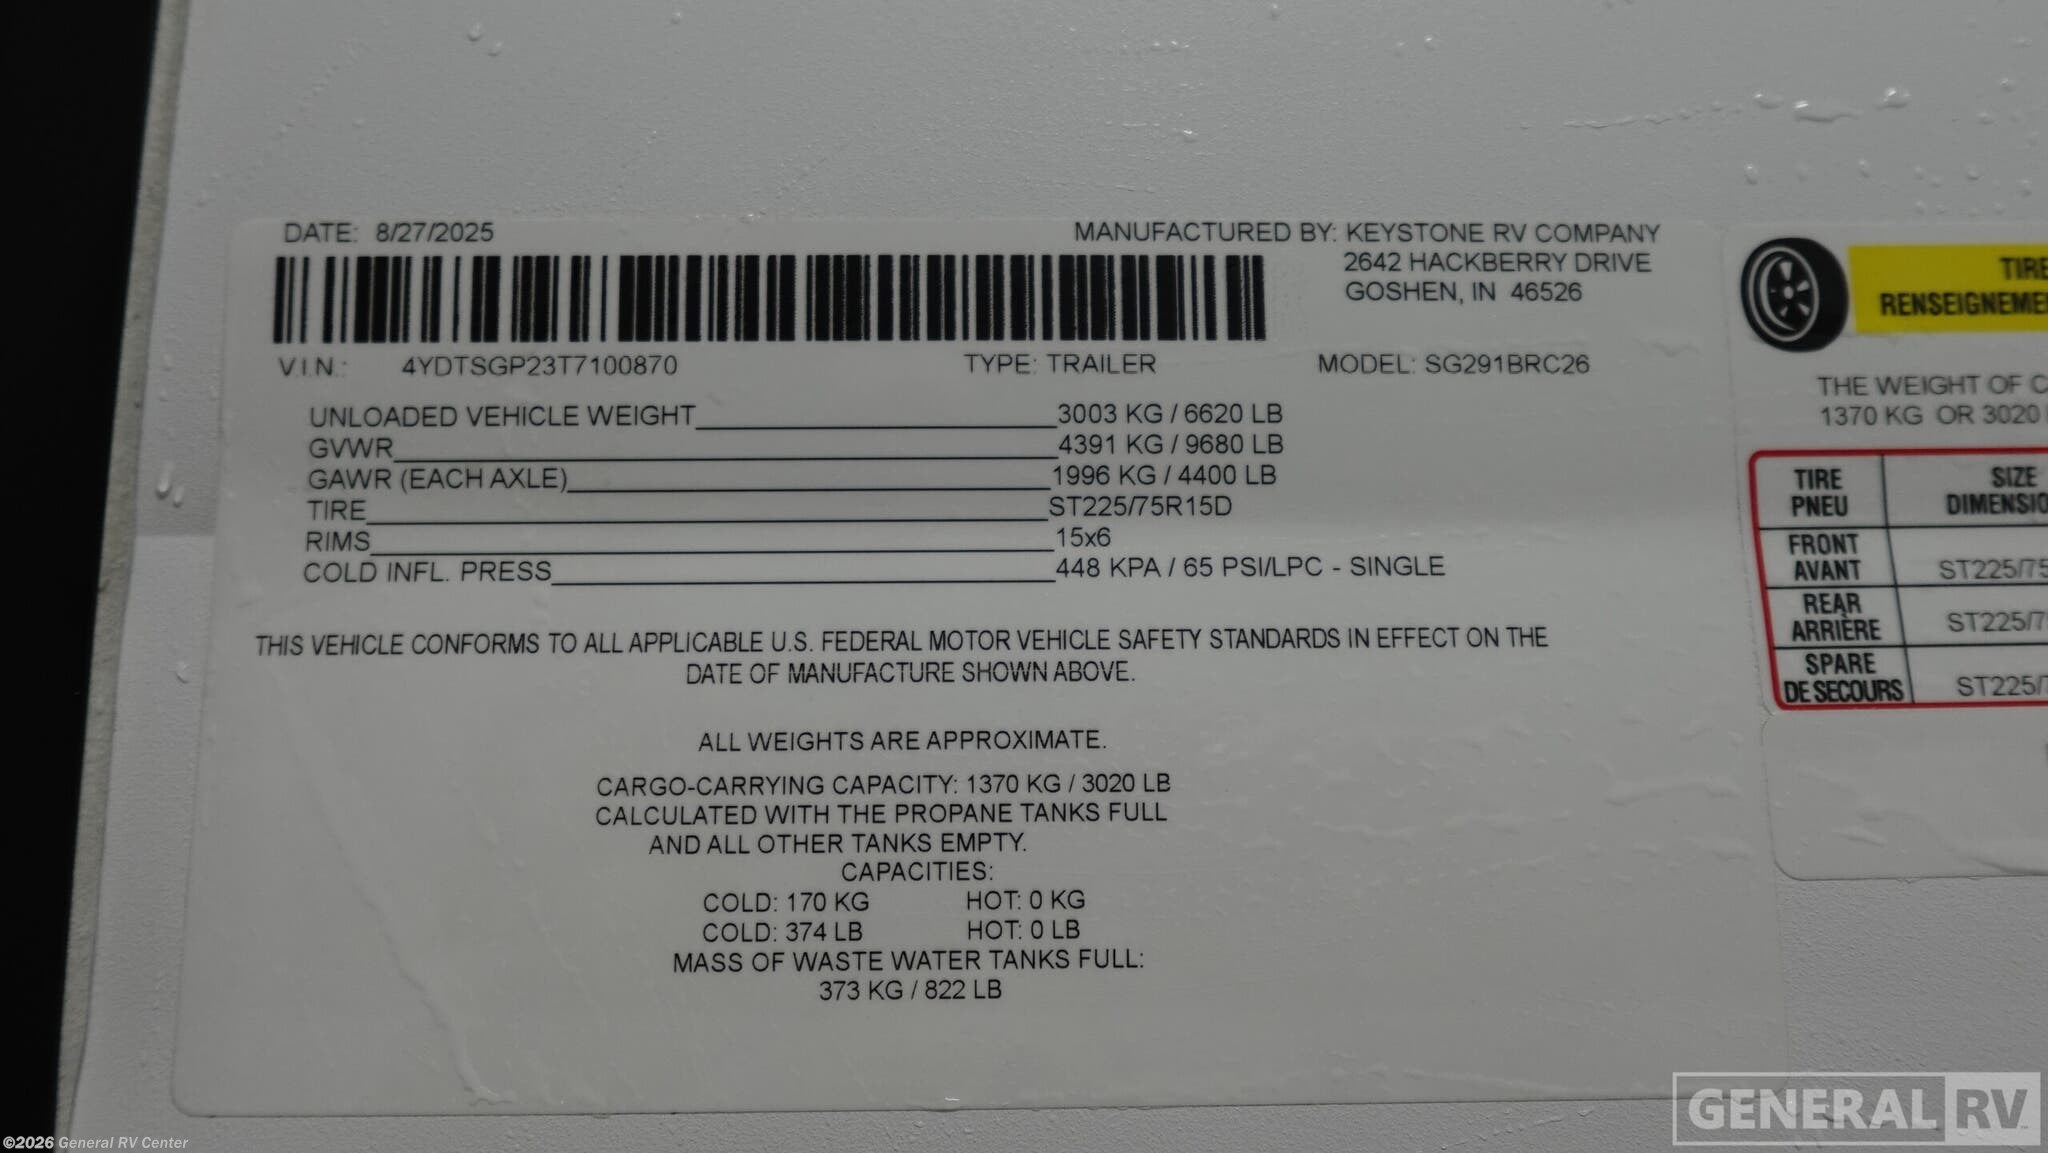 DATE: 8/27/2025
MANUFACTURED BY: KEYSTONE RV COMPANY
2642 HACKBERRY DRIVE
GOSHEN, IN 46526
V.I.N.: 4YDTSGP23T7100870 TYPE: TRAILER MODEL: SG291BRC26
UNLOADED VEHICLE WEIGHT 3003 KG / 6620 LB
GVWR 4391 KG / 9680 LB
GAWR (EACH AXLE) 1996 KG / 4400 LB
TIRE ST225/75R15D
RIMS 15x6
COLD INFL. PRESS 448 KPA / 65 PSI/LPC - SINGLE
THIS VEHICLE CONFORMS TO ALL APPLICABLE U.S. FEDERAL MOTOR VEHICLE SAFETY STANDARDS IN EFFECT ON THE
DATE OF MANUFACTURE SHOWN ABOVE.
ALL WEIGHTS ARE APPROXIMATE.
CARGO-CARRYING CAPACITY: 1370 KG / 3020 LB
CALCULATED WITH THE PROPANE TANKS FULL
AND ALL OTHER TANKS EMPTY.
CAPACITIES:
COLD: 170 KG HOT: 0 KG
COLD: 374 LB HOT: 0 LB
MASS OF WASTE WATER TANKS FULL:
373 KG / 822 LB
TIRE
RENSEIGNEME
THE WEIGHT OF C
1370 KG OR 3020
TIRE SIZE
PNEU DIMENSIO
FRONT
AVANT ST225/75
REAR
ARRIÈRE ST225/7
SPARE
DE SECOURS ST225/7
GENERAL RV
©2026 General RV Center